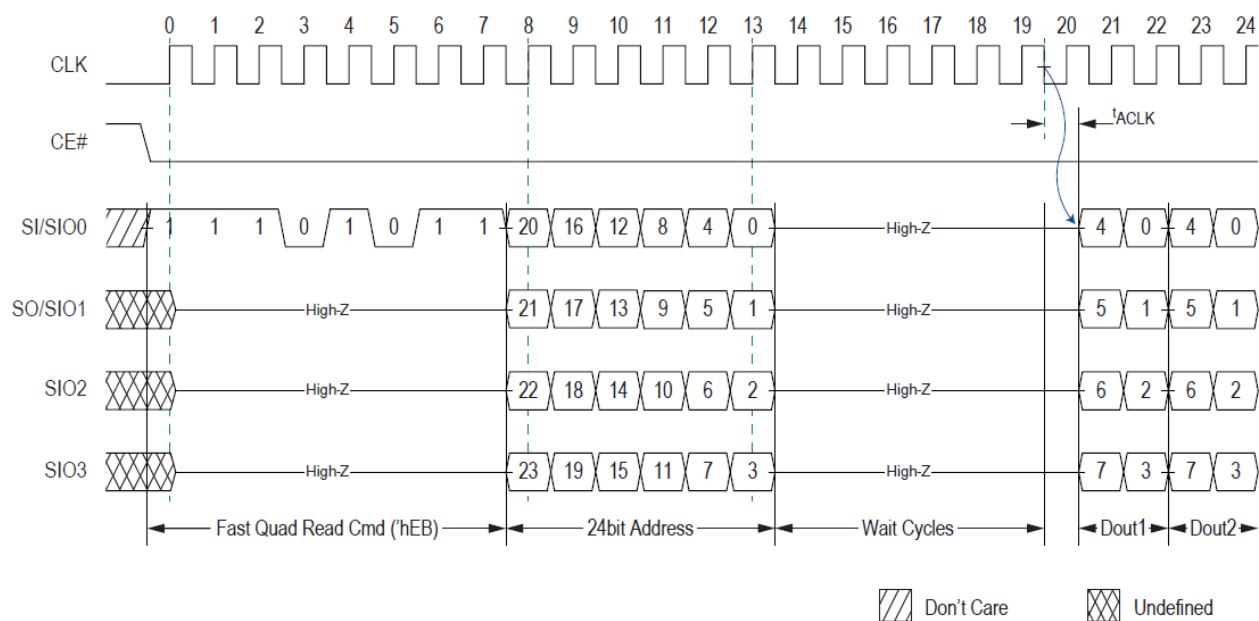 0 1 2 3 4 5 6 7 8 9 10 11 12 13 14 15 16 17 18 19 20 21 22 23 24
CLK
tACLK
CE#
SI/SIO0 1 1 1 0 1 0 1 1 20 16 12 8 4 0 High-Z 4 0 4 0
SO/SIO1 High-Z 21 17 13 9 5 1 High-Z 5 1 5 1
SIO2 High-Z 22 18 14 10 6 2 High-Z 6 2 6 2
SIO3 High-Z 23 19 15 11 7 3 High-Z 7 3 7 3
Fast Quad Read Cmd ('hEB) 24bit Address Wait Cycles Dout1 Dout2
Don't Care Undefined